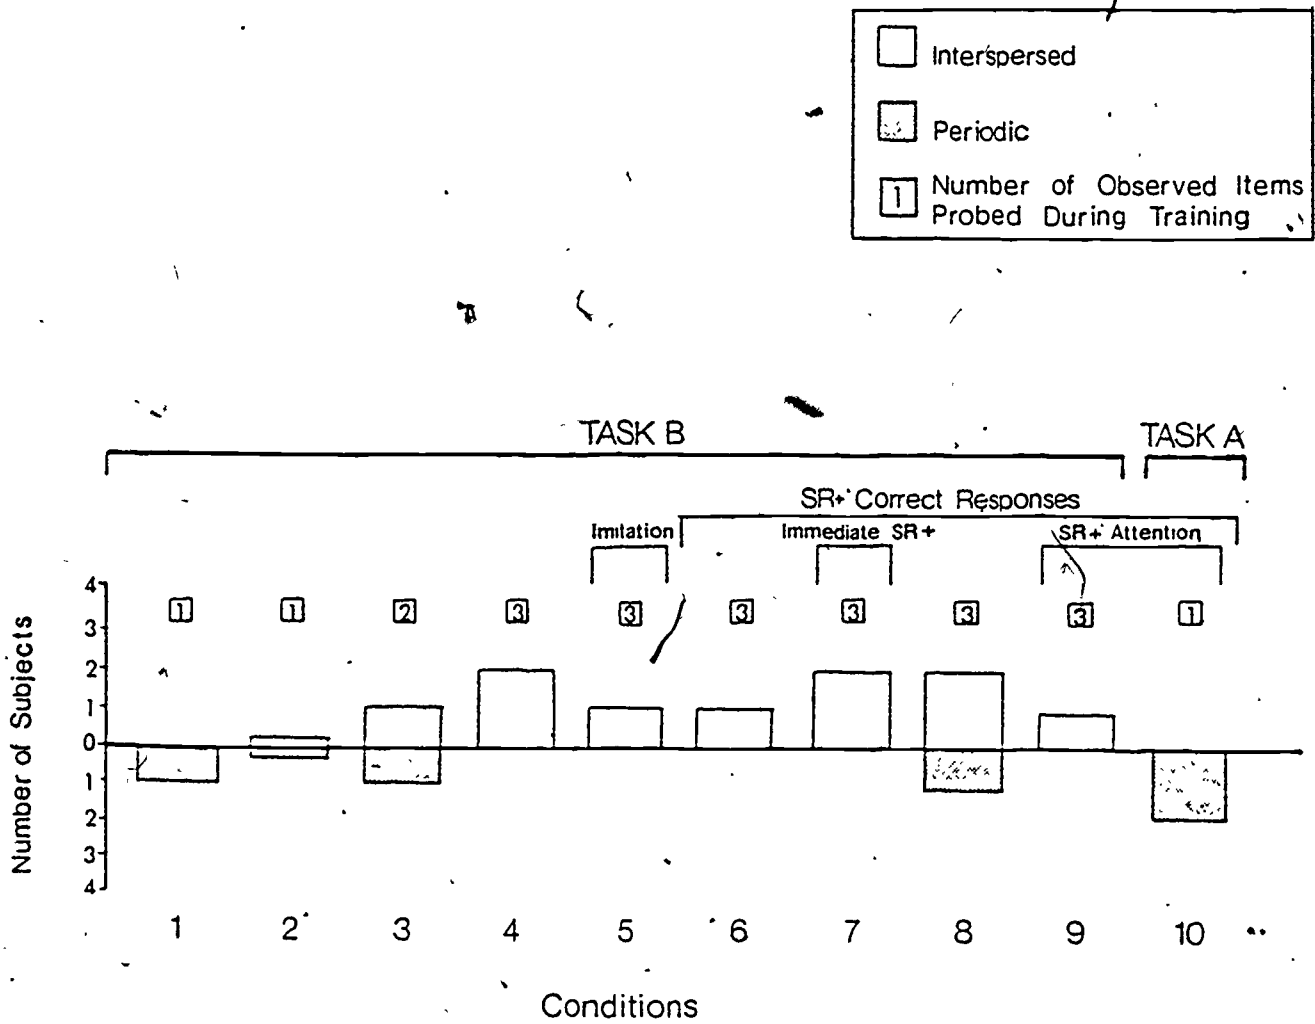 Interspersed
Periodic
1 Number of Observed Items
Probed During Training
TASK B TASK A
SR+ Correct Responses
Imitation Immediate SR+ SR+ Attention
4
3
2
1
0
1
2
3
4
Number of Subjects
1 1 2 3 3 3 3 3 3 1
1 2 3 4 5 6 7 8 9 10
Conditions